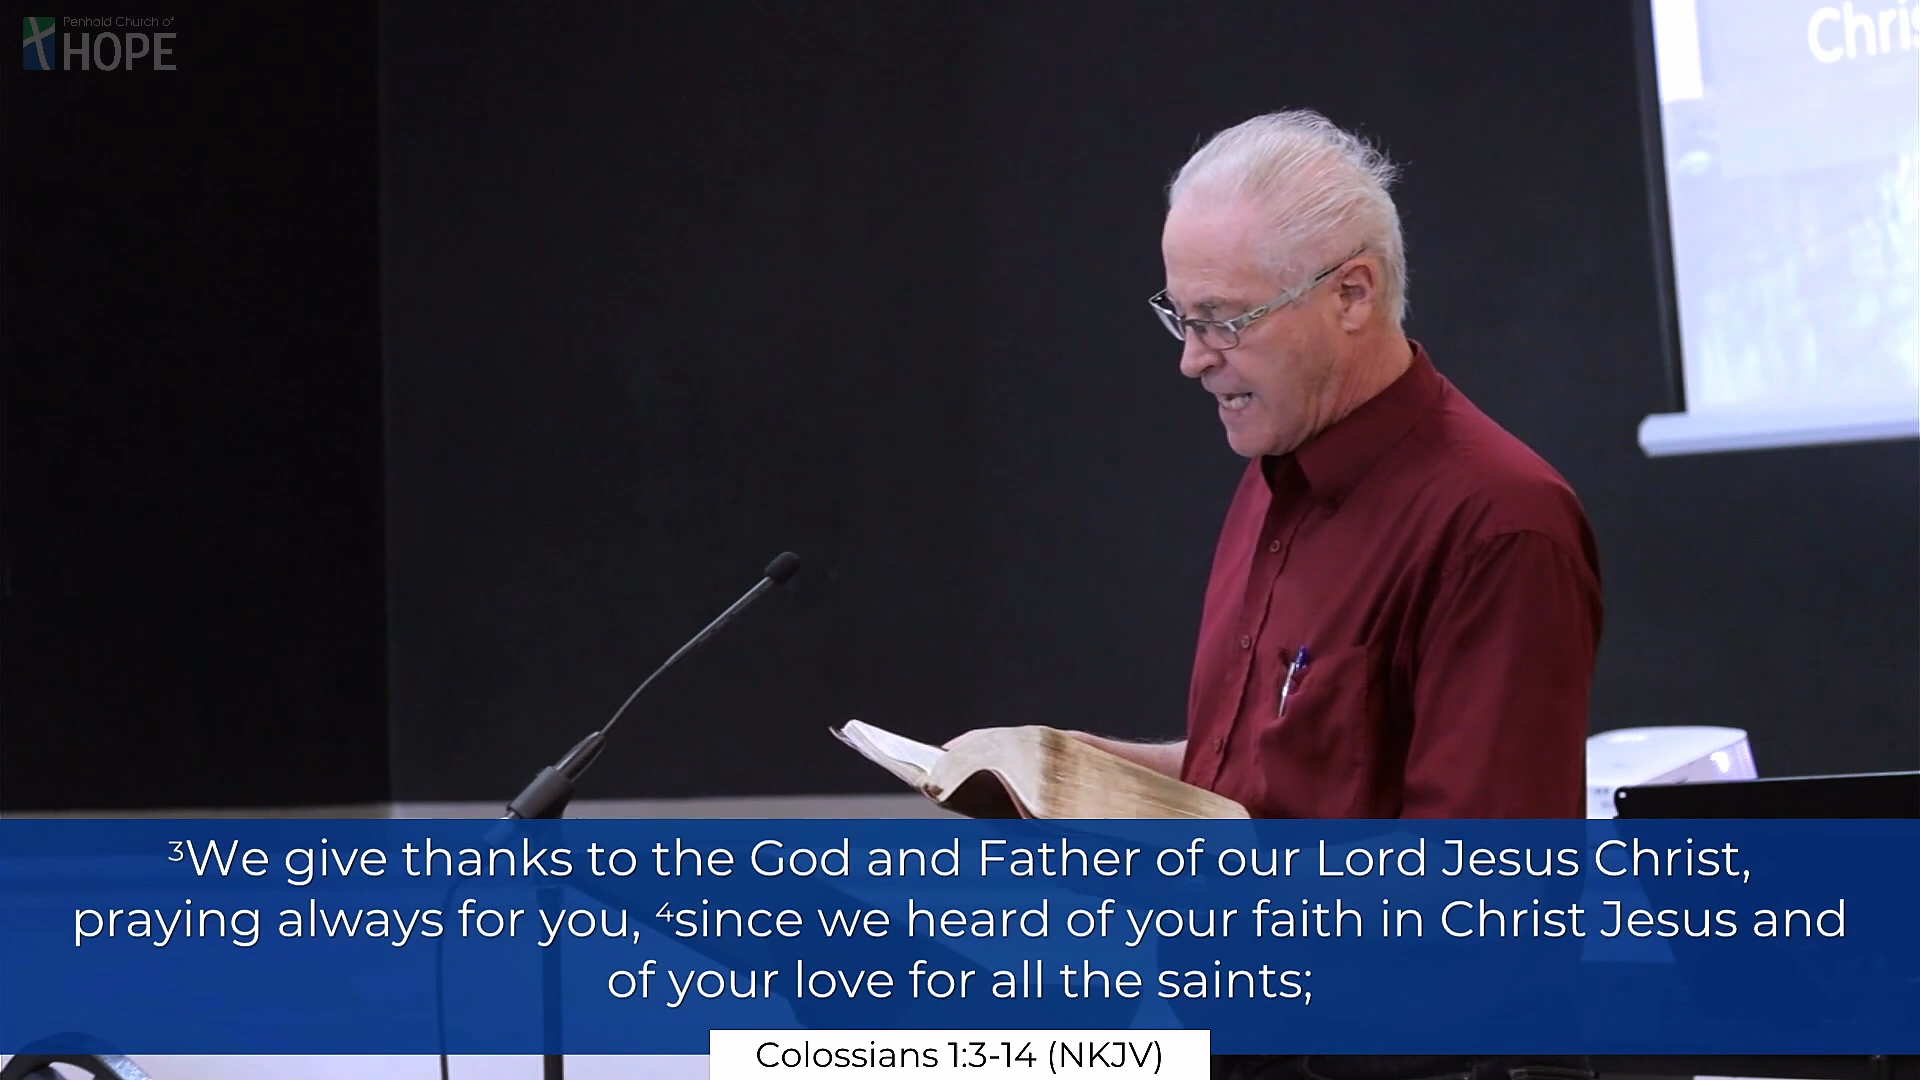 Penhold Church of
HOPE
³We give thanks to the God and Father of our Lord Jesus Christ,
praying always for you, ⁴since we heard of your faith in Christ Jesus and
of your love for all the saints;
Colossians 1:3-14 (NKJV)